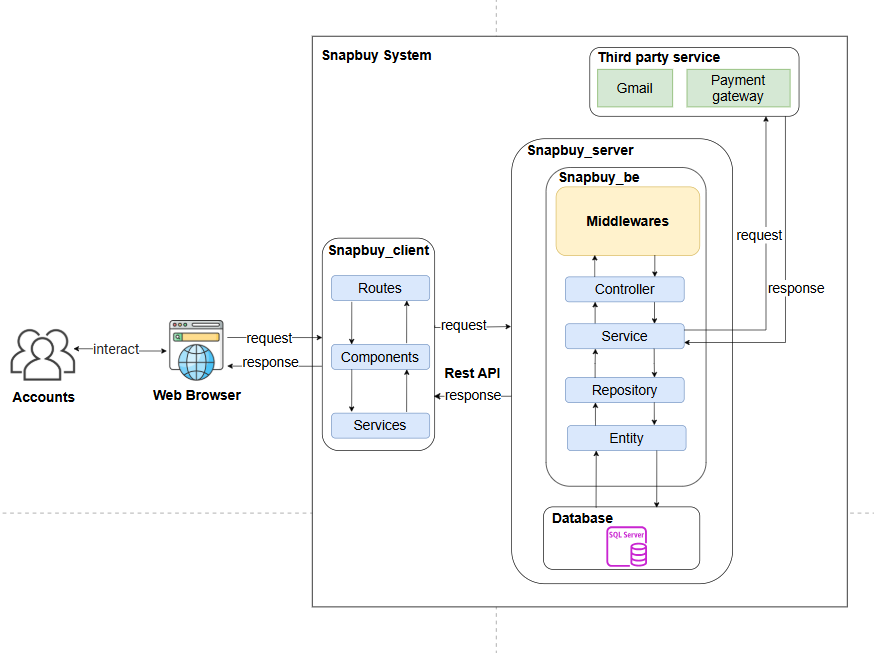 Snapbuy System
Third party service
Gmail
Payment
gateway
Snapbuy_server
Snapbuy_be
Middlewares
request
Snapbuy_client
Routes
Controller
response
request
Service
request
interact
Components
response
Rest API
Repository
response
Accounts
Web Browser
Services
Entity
Database
SQL Server